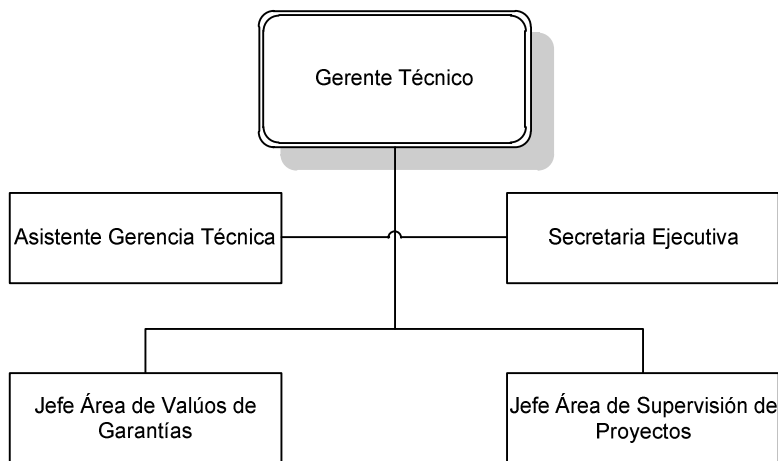 Gerente Técnico
Asistente Gerencia Técnica
Secretaria Ejecutiva
Jefe Área de Valúos de
Garantías
Jefe Área de Supervisión de
Proyectos